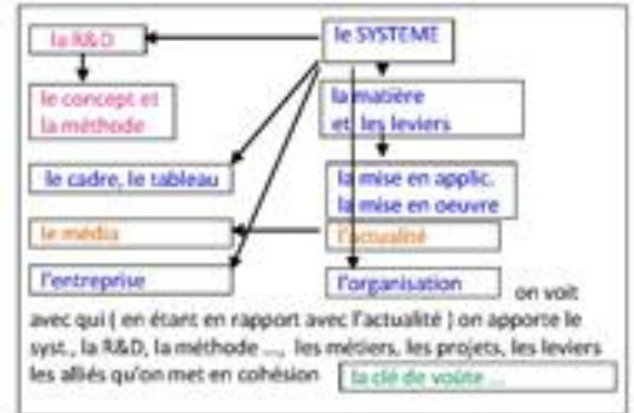 la R&D
le SYSTEME
le concept et
la méthode
la matière
et les leviers
le cadre, le tableau
la mise en applic.
la mise en oeuvre
le média
l'actualité
l'entreprise
l'organisation
on voit
avec qui ( en étant en rapport avec l'actualité ) on apporte le
syst., la R&D, la méthode ..., les métiers, les projets, les leviers
les alliés qu'on met en cohésion
la clé de voûte ...